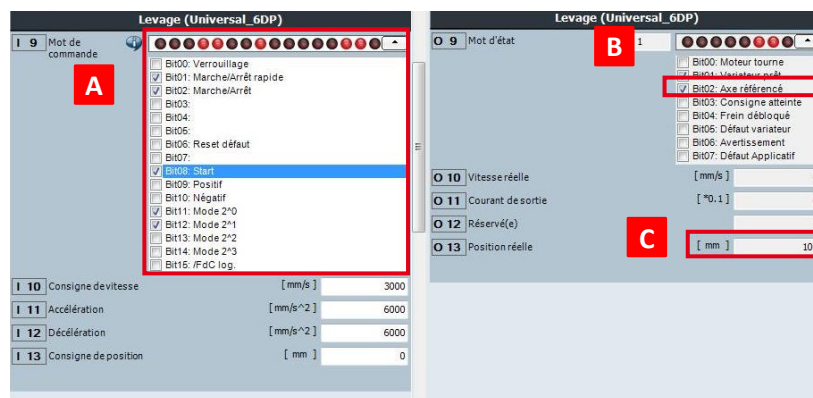 Levage (Universal_6DP)
I 9 Mot de commande
A
Bit00: Verrouillage
Bit01: Marche/Arrêt rapide
Bit02: Marche/Arrêt
Bit03:
Bit04:
Bit05:
Bit06: Reset défaut
Bit07:
Bit08: Start
Bit09: Positif
Bit10: Négatif
Bit11: Mode 2^0
Bit12: Mode 2^1
Bit13: Mode 2^2
Bit14: Mode 2^3
Bit15: /FdC log.
I 10 Consigne de vitesse [mm/s] 3000
I 11 Accélération [mm/s^2] 6000
I 12 Décélération [mm/s^2] 6000
I 13 Consigne de position [ mm ] 0
Levage (Universal_6DP)
O 9 Mot d'état B 1
Bit00: Moteur tourne
Bit01: Variateur prêt
Bit02: Axe référencé
Bit03: Consigne atteinte
Bit04: Frein débloqué
Bit05: Défaut variateur
Bit06: Avertissement
Bit07: Défaut Applicatif
O 10 Vitesse réelle [mm/s]
O 11 Courant de sortie [ *0.1 ]
O 12 Réservé(e)
O 13 Position réelle C [ mm ] 10